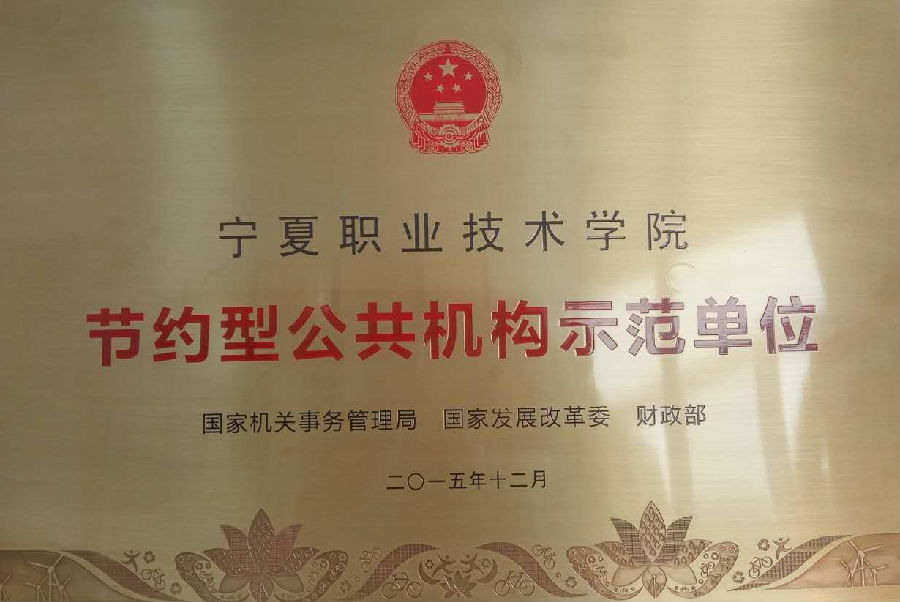 宁夏职业技术学院
节约型公共机构示范单位
国家机关事务管理局 国家发展改革委 财政部
二〇一五年十二月